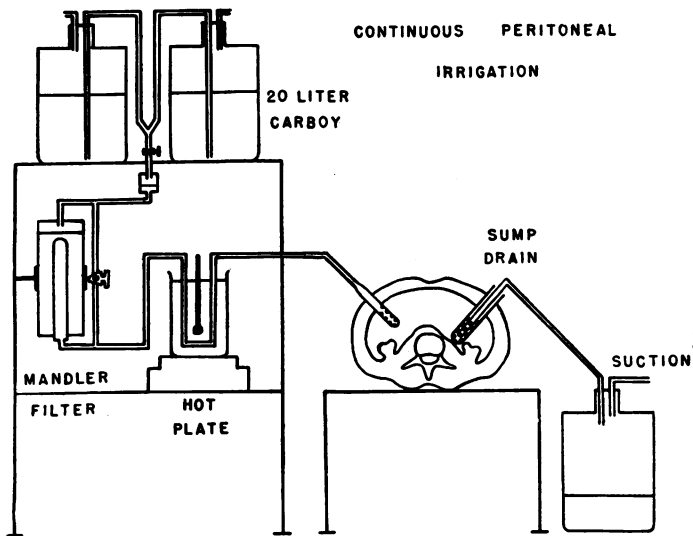 CONTINUOUS PERITONEAL
IRRIGATION
20 LITER
CARBOY
SUMP
DRAIN
SUCTION
MANDLER
FILTER
HOT
PLATE